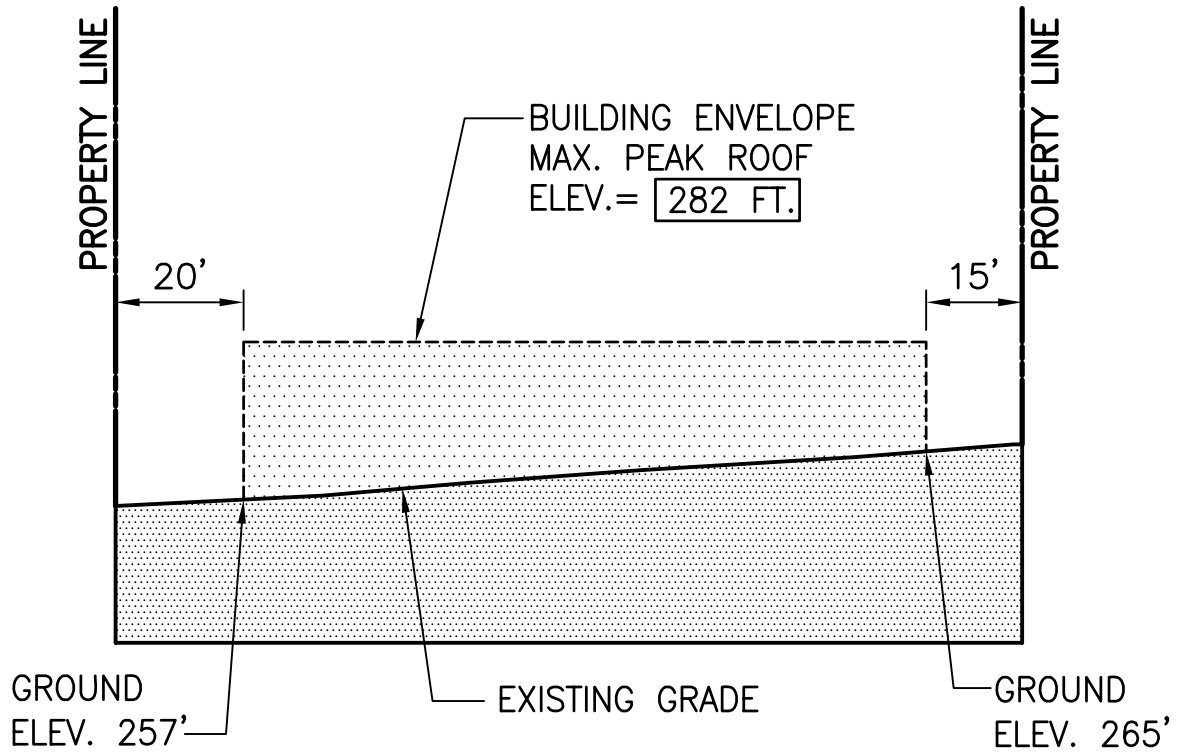 PROPERTY LINE
PROPERTY LINE
BUILDING ENVELOPE
MAX. PEAK ROOF
ELEV.= 282 FT.
20'
15'
GROUND
ELEV. 257'
EXISTING GRADE
GROUND
ELEV. 265'